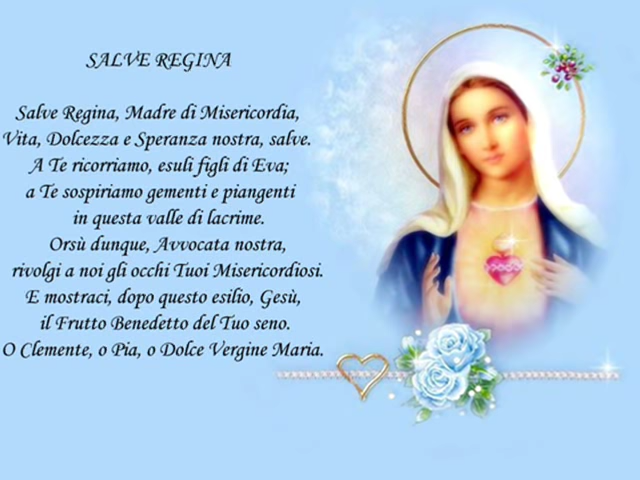 SALVE REGINA
Salve Regina, Madre di Misericordia,
Vita, Dolcezza e Speranza nostra, salve.
A Te ricorriamo, esuli figli di Eva;
a Te sospiriamo gementi e piangenti
in questa valle di lacrime.
Orsù dunque, Avvocata nostra,
rivolgi a noi gli occhi Tuoi Misericordiosi.
E mostraci, dopo questo esilio, Gesù,
il Frutto Benedetto del Tuo seno.
O Clemente, o Pia, o Dolce Vergine Maria.